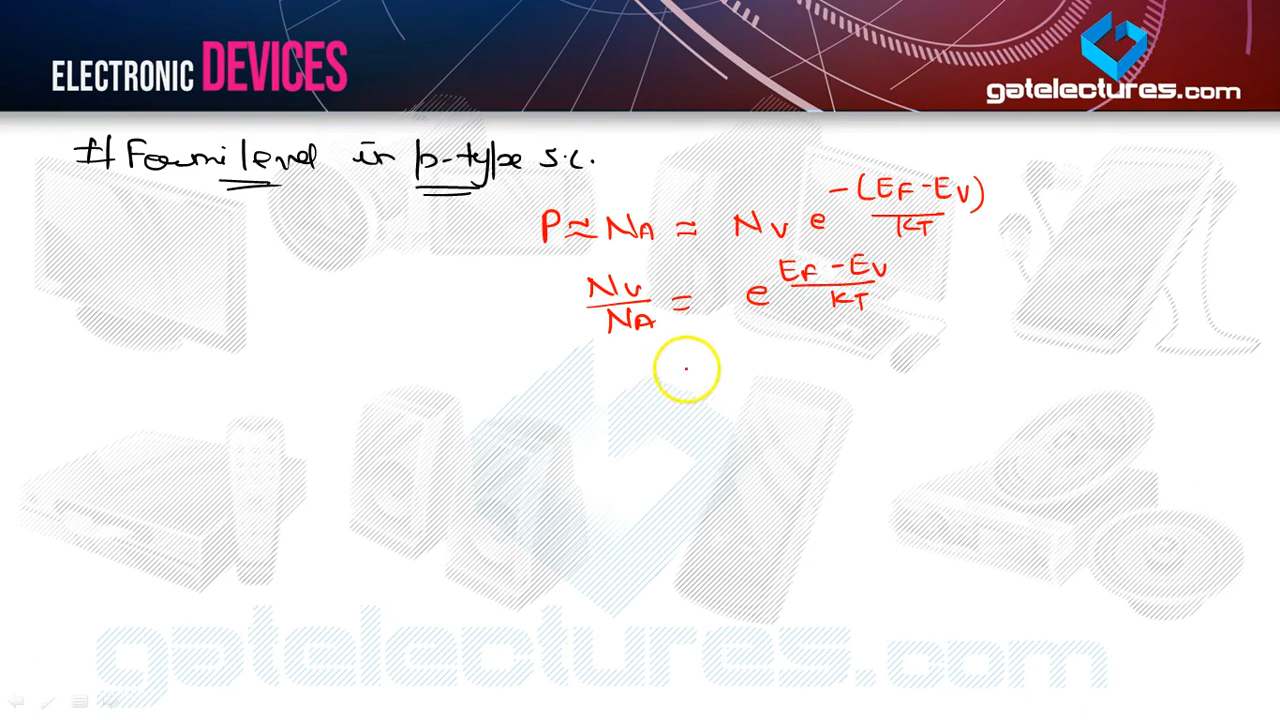 ELECTRONIC DEVICES
gatelectures.com
# Fermi level in p-type s.c.
P ≈ NA = NV e^(-(EF - EV)/KT)
NV/NA = e^((EF - EV)/KT)
gatelectures.com